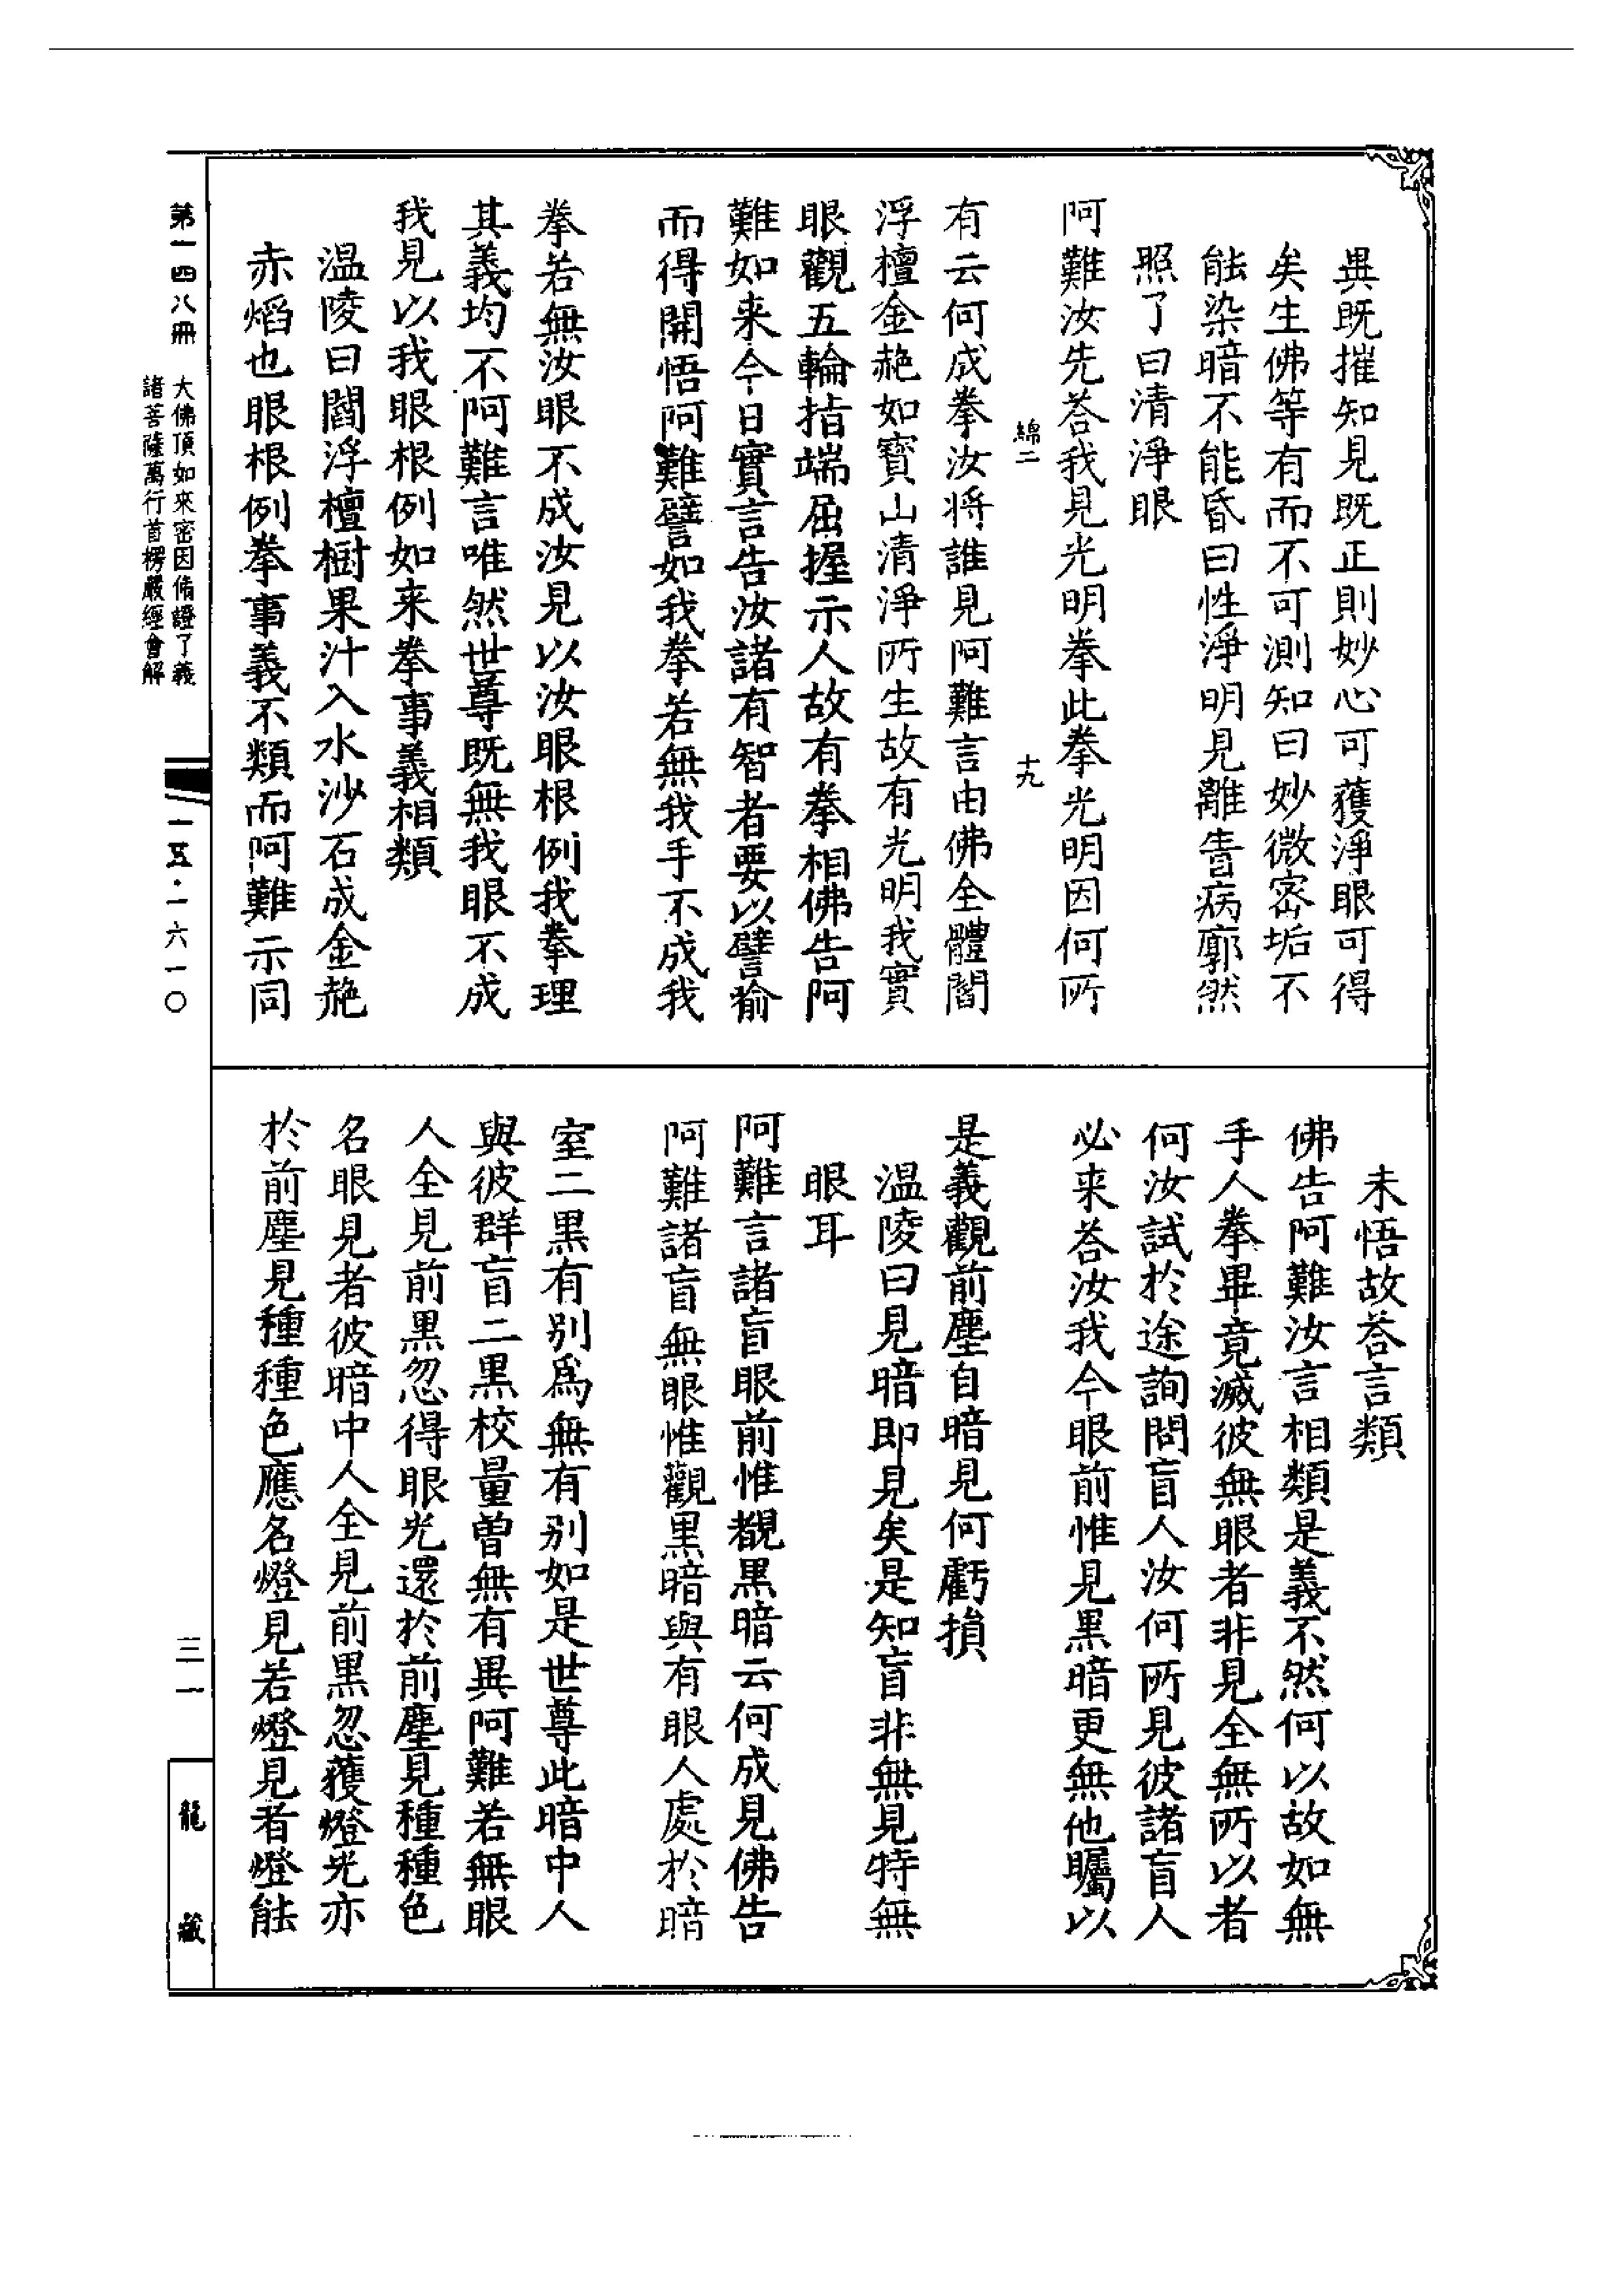 異既摧知見既正則妙心可獲淨眼可得
矣生佛等有而不可測知曰妙微密垢不
能染暗不能昏曰性淨明見離眚病廓然
照了曰清淨眼
阿難汝先荅我見光明拳此拳光明因何所
綿二
十九
有云何成拳汝將誰見阿難言由佛全體閻
浮檀金赩如寶山清淨所生故有光明我實
眼觀五輪指端屈握示人故有拳相佛告阿
難如来今日實言告汝諸有智者要以譬喻
而得開悟阿難譬如我拳若無我手不成我
拳若無汝眼不成汝見以汝眼根例我拳理
其義均不阿難言唯然世尊既無我眼不成
我見以我眼根例如来拳事義相類
温陵曰閻浮檀樹果汁入水沙石成金赩
赤熖也眼根例拳事義不類而阿難示同
未悟故荅言類
佛告阿難汝言相類是義不然何以故如無
手人拳畢竟滅彼無眼者非見全無所以者
何汝試於途詢問盲人汝何所見彼諸盲人
必来荅汝我今眼前惟見黑暗更無他矚以
是義觀前塵自暗見何虧損
温陵曰見暗即見矣是知盲非無見特無
眼耳
阿難言諸盲眼前惟覩黑暗云何成見佛告
阿難諸盲無眼惟觀黑暗與有眼人處於暗
室二黑有别爲無有别如是世尊此暗中人
與彼群盲二黑校量曾無有異阿難若無眼
人全見前黑忽得眼光還於前塵見種種色
名眼見者彼暗中人全見前黑忽獲燈光亦
於前塵見種種色應名燈見若燈見者燈能
第一四八冊
大佛頂如來密因脩證了義
諸菩薩萬行首楞嚴經會解
一五·一六一〇
三一
龍藏